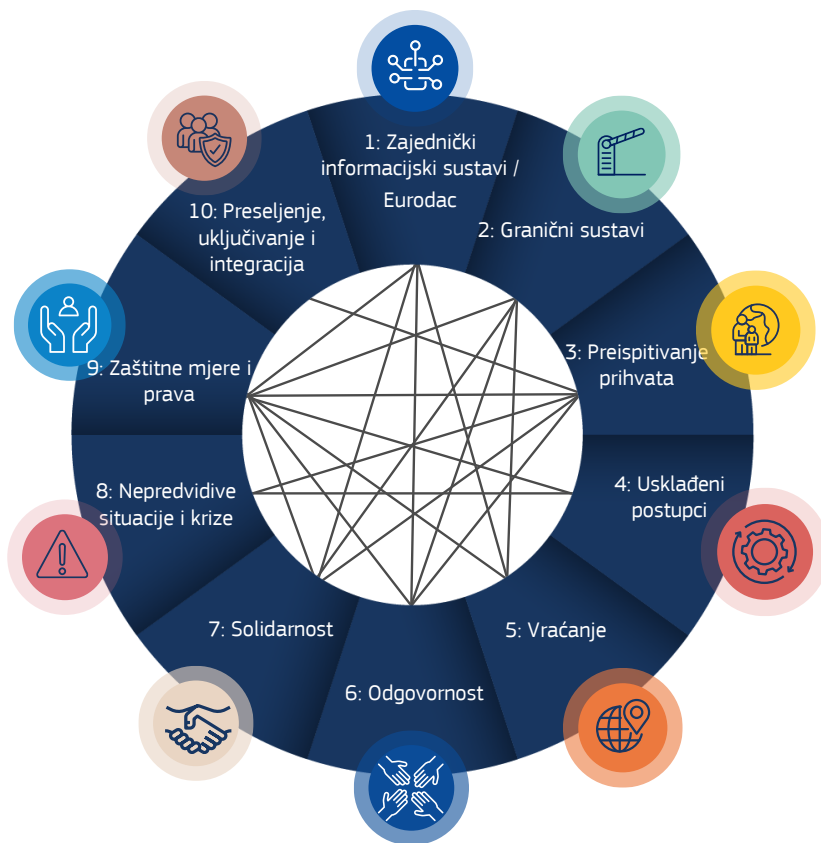 1: Zajednički
informacijski sustavi /
Eurodac
2: Granični sustavi
3: Preispitivanje
prihvata
4: Usklađeni
postupci
5: Vraćanje
6: Odgovornost
7: Solidarnost
8: Nepredvidive
situacije i krize
9: Zaštitne mjere i
prava
10: Preseljenje,
uključivanje i
integracija